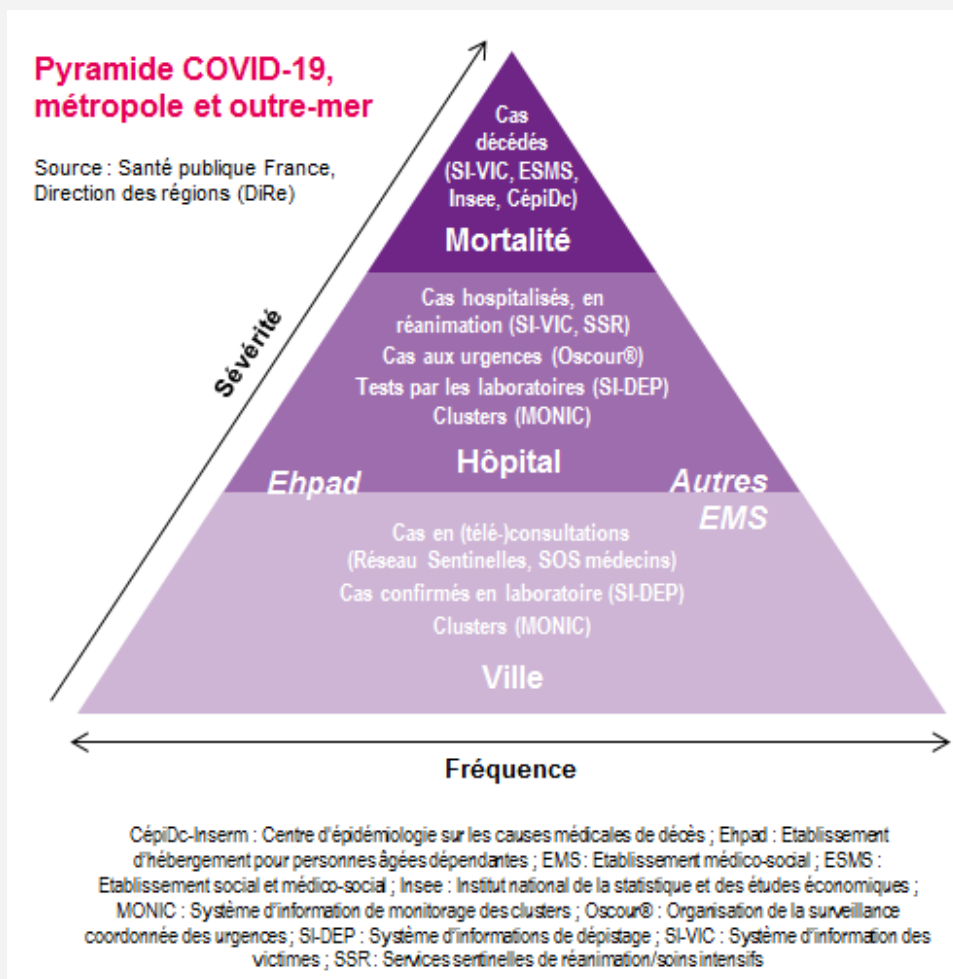 Pyramide COVID-19,
métropole et outre-mer
Source : Santé publique France,
Direction des régions (DiRe)
Sévérité
Cas
décédés
(SI-VIC, ESMS,
Insee, CépiDc)
Mortalité
Cas hospitalisés, en
réanimation (SI-VIC, SSR)
Cas aux urgences (Oscour®)
Tests par les laboratoires (SI-DEP)
Clusters (MONIC)
Hôpital
Ehpad
Autres
EMS
Cas en (télé-)consultations
(Réseau Sentinelles, SOS médecins)
Cas confirmés en laboratoire (SI-DEP)
Clusters (MONIC)
Ville
Fréquence
CépiDc-Inserm : Centre d'épidémiologie sur les causes médicales de décès ; Ehpad : Etablissement
d'hébergement pour personnes âgées dépendantes ; EMS : Etablissement médico-social ; ESMS :
Etablissement social et médico-social ; Insee : Institut national de la statistique et des études économiques ;
MONIC : Système d'information de monitorage des clusters ; Oscour® : Organisation de la surveillance
coordonnée des urgences ; SI-DEP : Système d'informations de dépistage ; SI-VIC : Système d'information des
victimes ; SSR : Services sentinelles de réanimation/soins intensifs